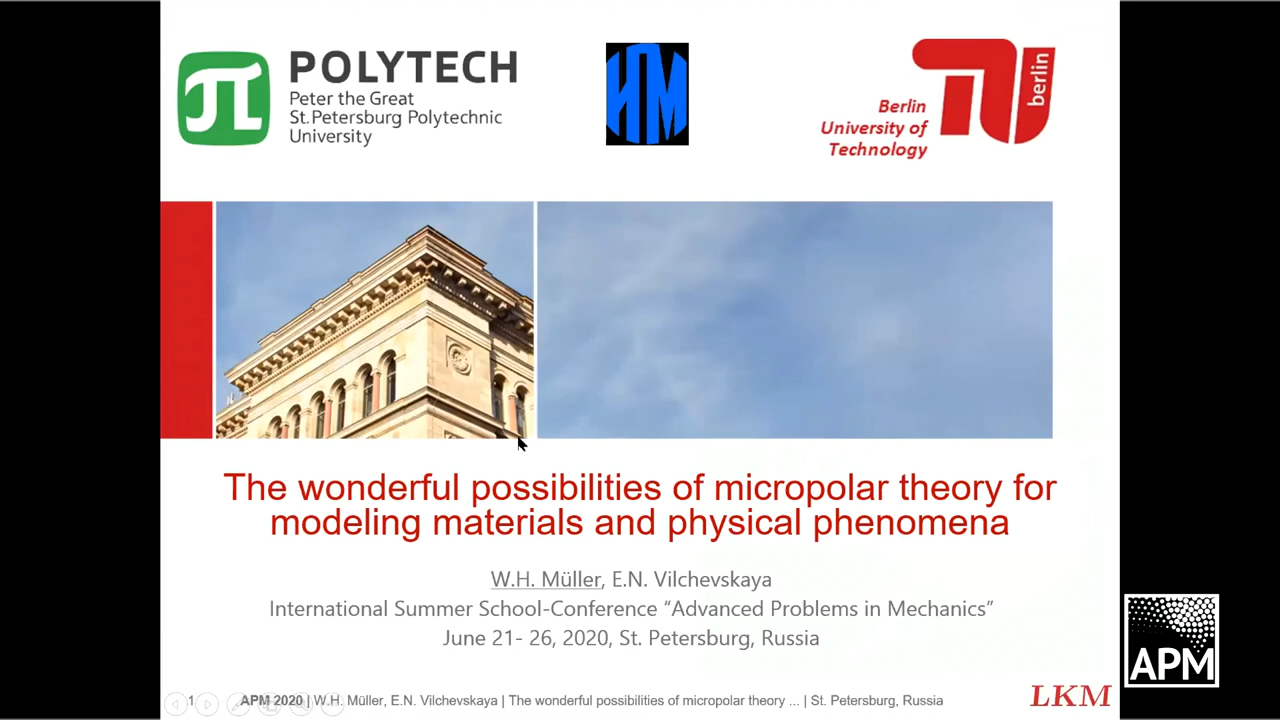 POLYTECH
Peter the Great
St.Petersburg Polytechnic
University
Berlin
University of
Technology
berlin
The wonderful possibilities of micropolar theory for
modeling materials and physical phenomena
W.H. Müller, E.N. Vilchevskaya
International Summer School-Conference “Advanced Problems in Mechanics”
June 21- 26, 2020, St. Petersburg, Russia
1 APM 2020 | W.H. Müller, E.N. Vilchevskaya | The wonderful possibilities of micropolar theory ... | St. Petersburg, Russia
LKM
APM